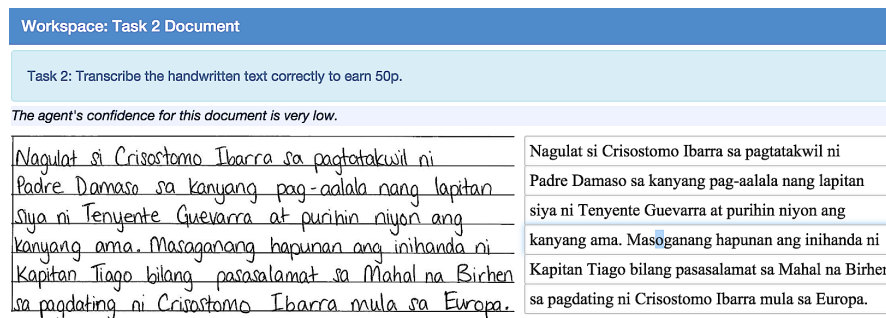 Workspace: Task 2 Document
Task 2: Transcribe the handwritten text correctly to earn 50p.
The agent's confidence for this document is very low.
Nagulat si Crisostomo Ibarra sa pagtatakwil ni
Padre Damaso sa kanyang pag-aalala nang lapitan
siya ni Tenyente Guevarra at purihin niyon ang
kanyang ama. Masaganang hapunan ang inihanda ni
Kapitan Tiago bilang pasasalamat sa Mahal na Birhen
sa pagdating ni Crisostomo Ibarra mula sa Europa.
Nagulat si Crisostomo Ibarra sa pagtatakwil ni
Padre Damaso sa kanyang pag-aalala nang lapitan
siya ni Tenyente Guevarra at purihin niyon ang
kanyang ama. Masoganang hapunan ang inihanda ni
Kapitan Tiago bilang pasasalamat sa Mahal na Birhen
sa pagdating ni Crisostomo Ibarra mula sa Europa.